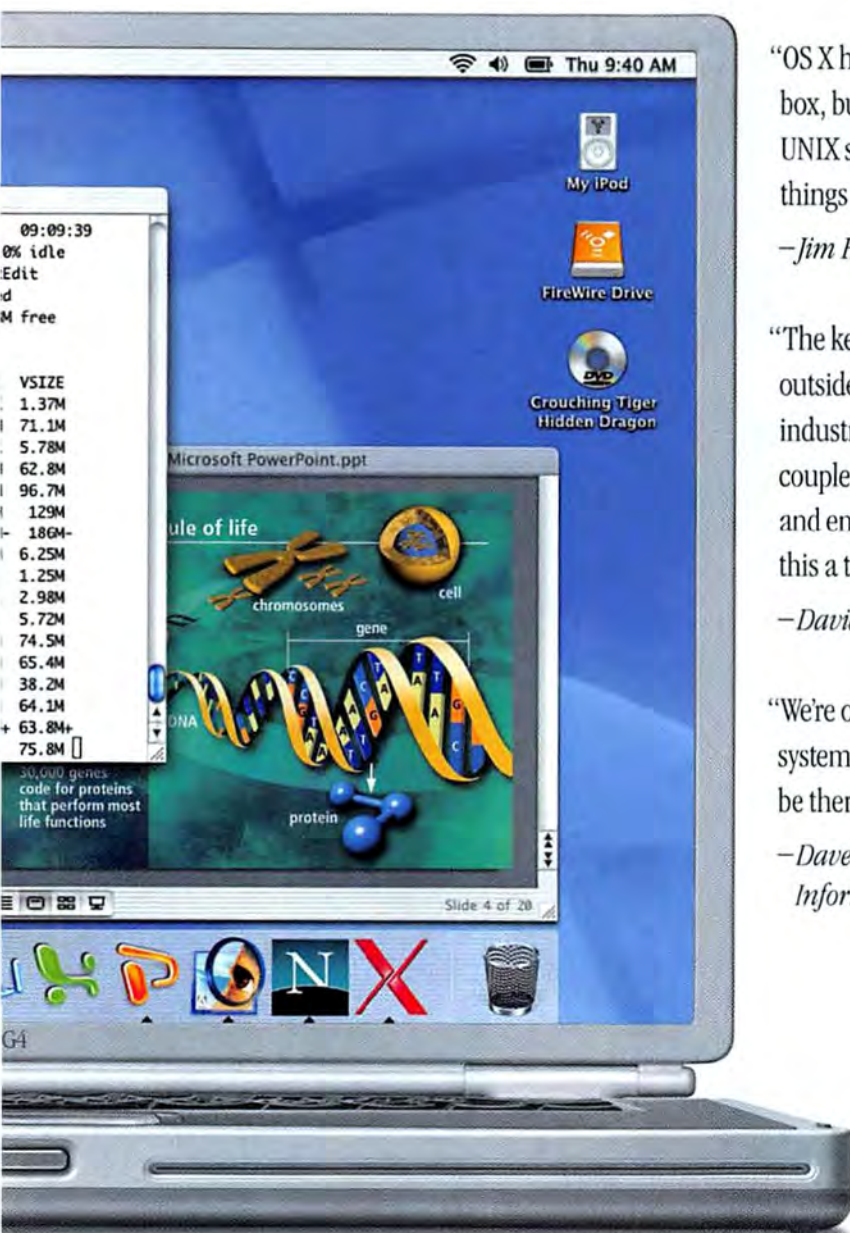 Thu 9:40 AM
My iPod
FireWire Drive
DVD
Crouching Tiger
Hidden Dragon
09:09:39
0% idle
:Edit
ed
M free
VSIZE
1.37M
71.1M
5.78M
62.8M
96.7M
129M
- 186M-
6.25M
1.25M
2.98M
5.72M
74.5M
65.4M
38.2M
64.1M
+ 63.8M+
75.8M
Microsoft PowerPoint.ppt
ule of life
chromosomes
cell
gene
DNA
30,000 genes
code for proteins
that perform most
life functions
protein
Slide 4 of 20
N
G4
“OS X h
box, bu
UNIX s
things
“The ke
outside
industr
couple
and en
this a t
–Davi
“We're o
system
be ther
–Dave
Infor